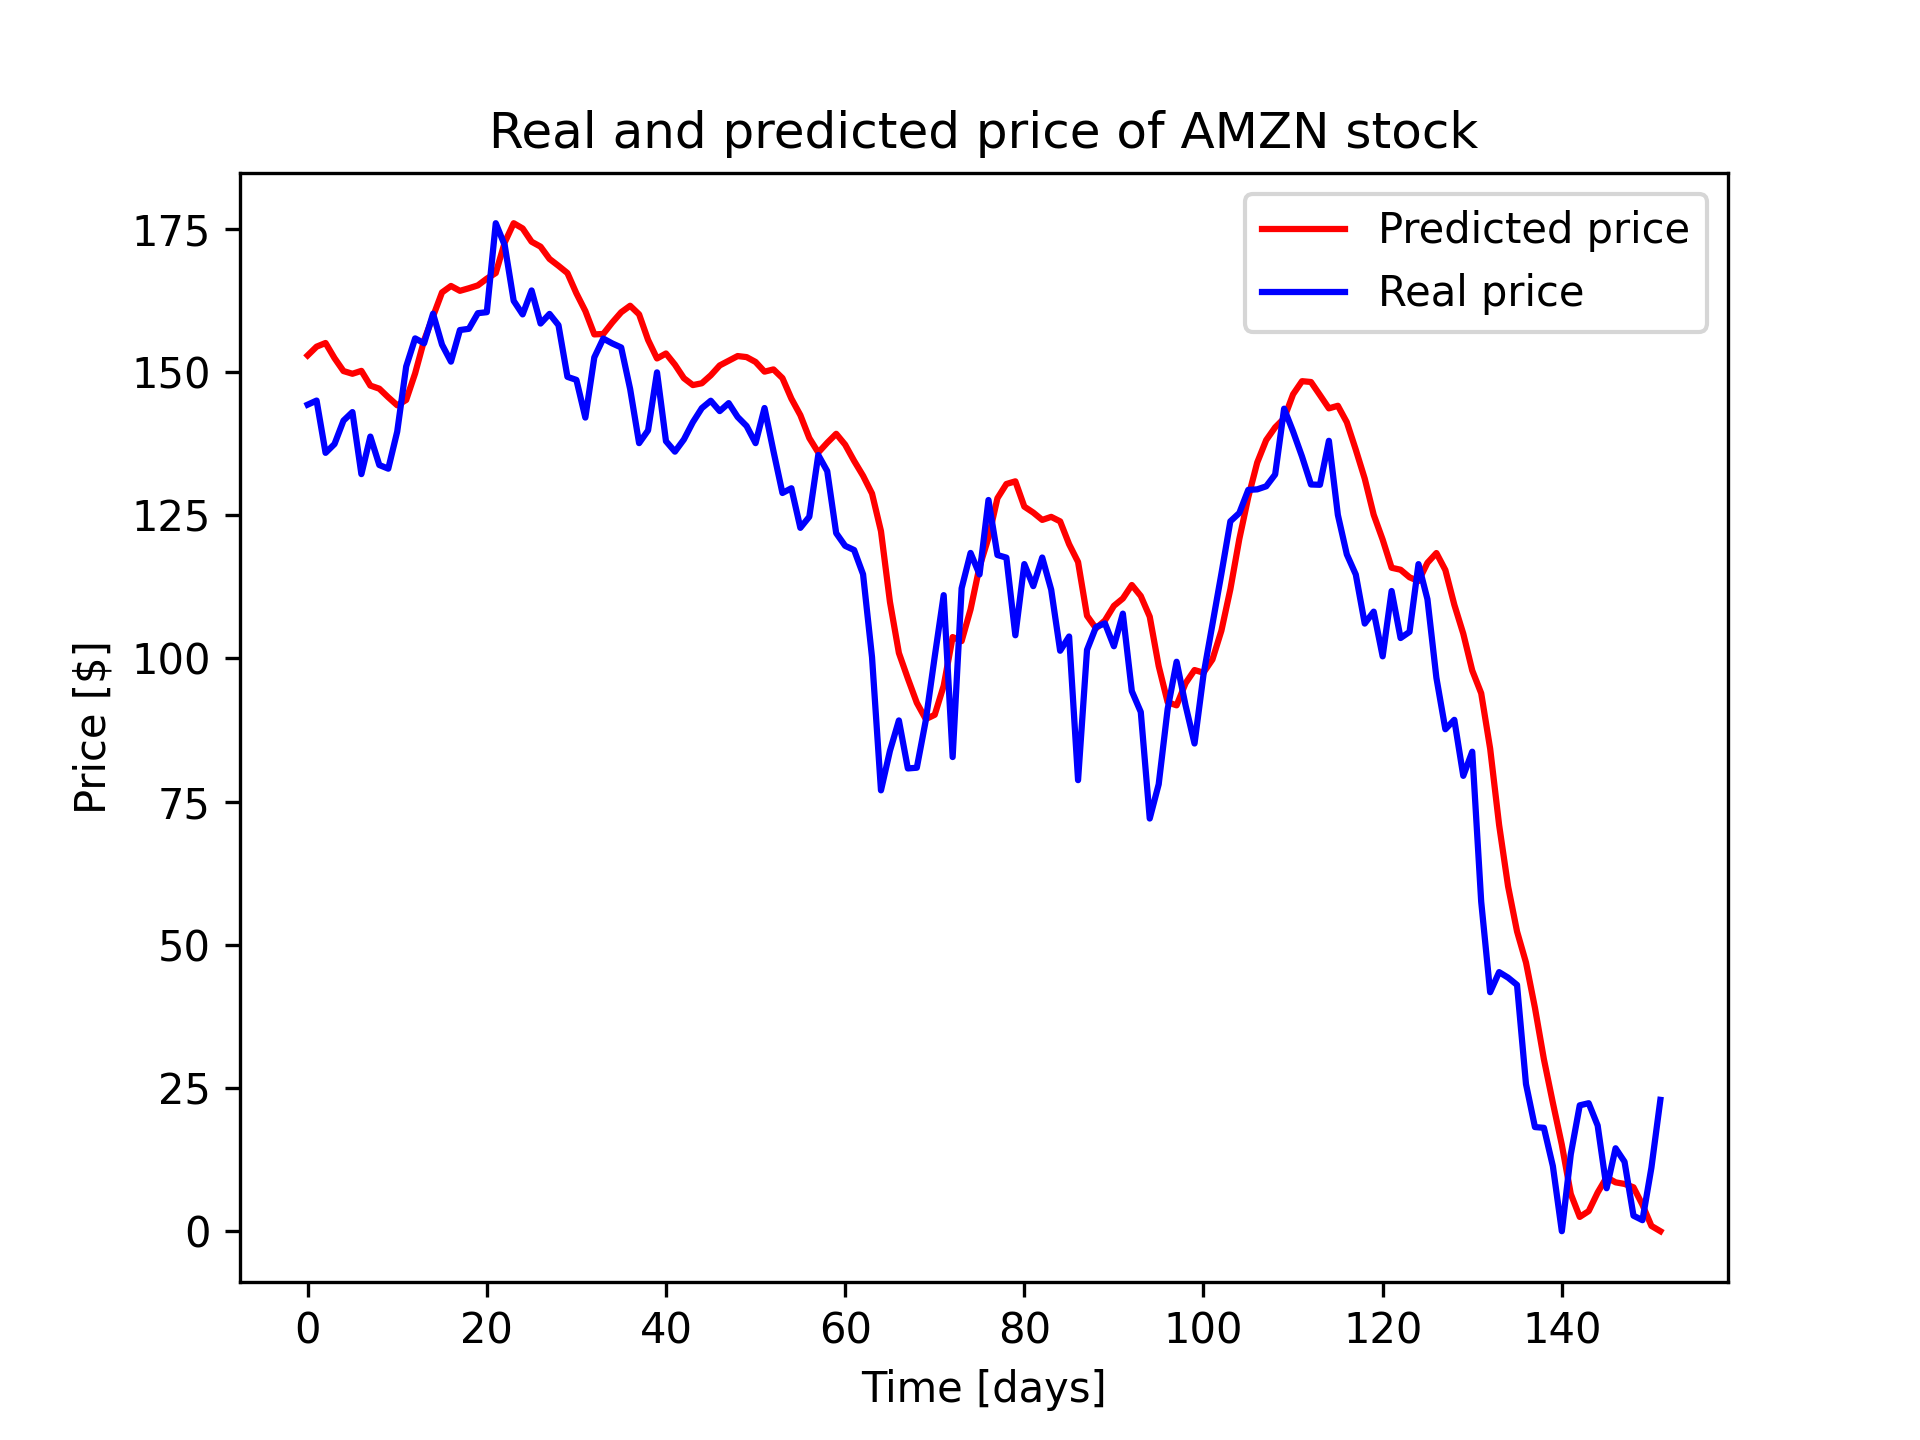 Real and predicted price of AMZN stock
Predicted price
Real price
175
150
125
100
75
50
25
0
Price [$]
0 20 40 60 80 100 120 140
Time [days]